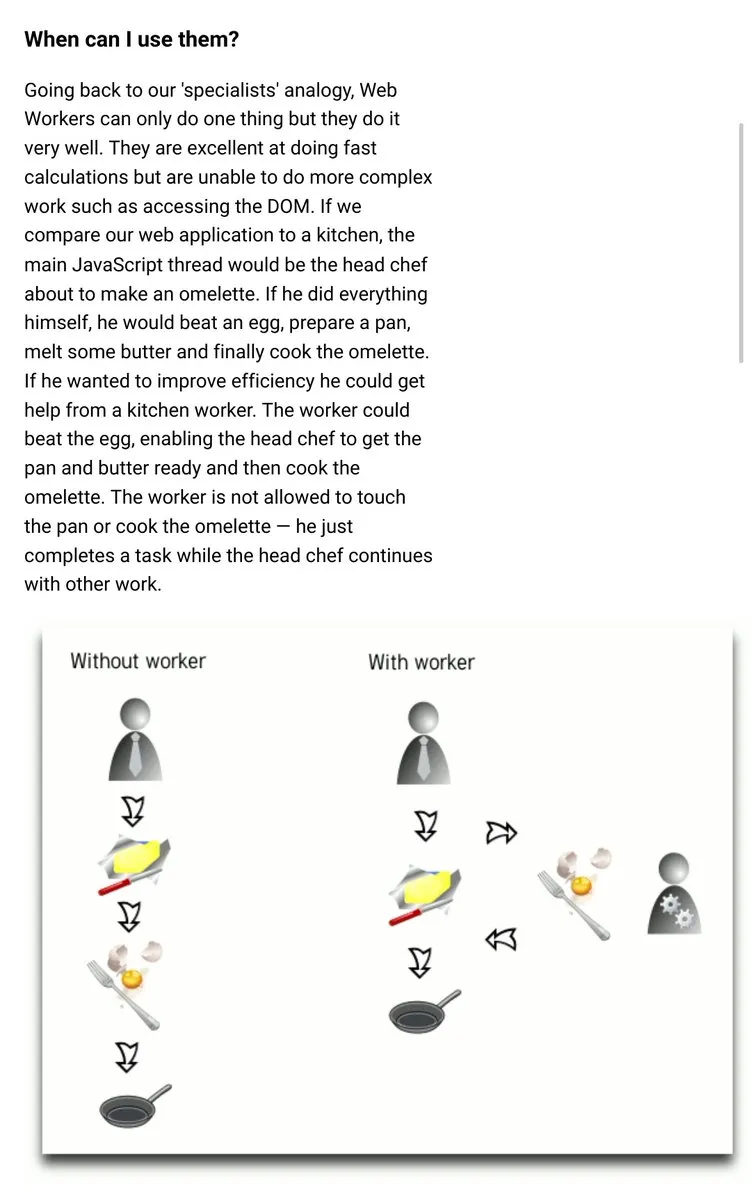 When can I use them?
Going back to our 'specialists' analogy, Web
Workers can only do one thing but they do it
very well. They are excellent at doing fast
calculations but are unable to do more complex
work such as accessing the DOM. If we
compare our web application to a kitchen, the
main JavaScript thread would be the head chef
about to make an omelette. If he did everything
himself, he would beat an egg, prepare a pan,
melt some butter and finally cook the omelette.
If he wanted to improve efficiency he could get
help from a kitchen worker. The worker could
beat the egg, enabling the head chef to get the
pan and butter ready and then cook the
omelette. The worker is not allowed to touch
the pan or cook the omelette — he just
completes a task while the head chef continues
with other work.
Without worker
With worker